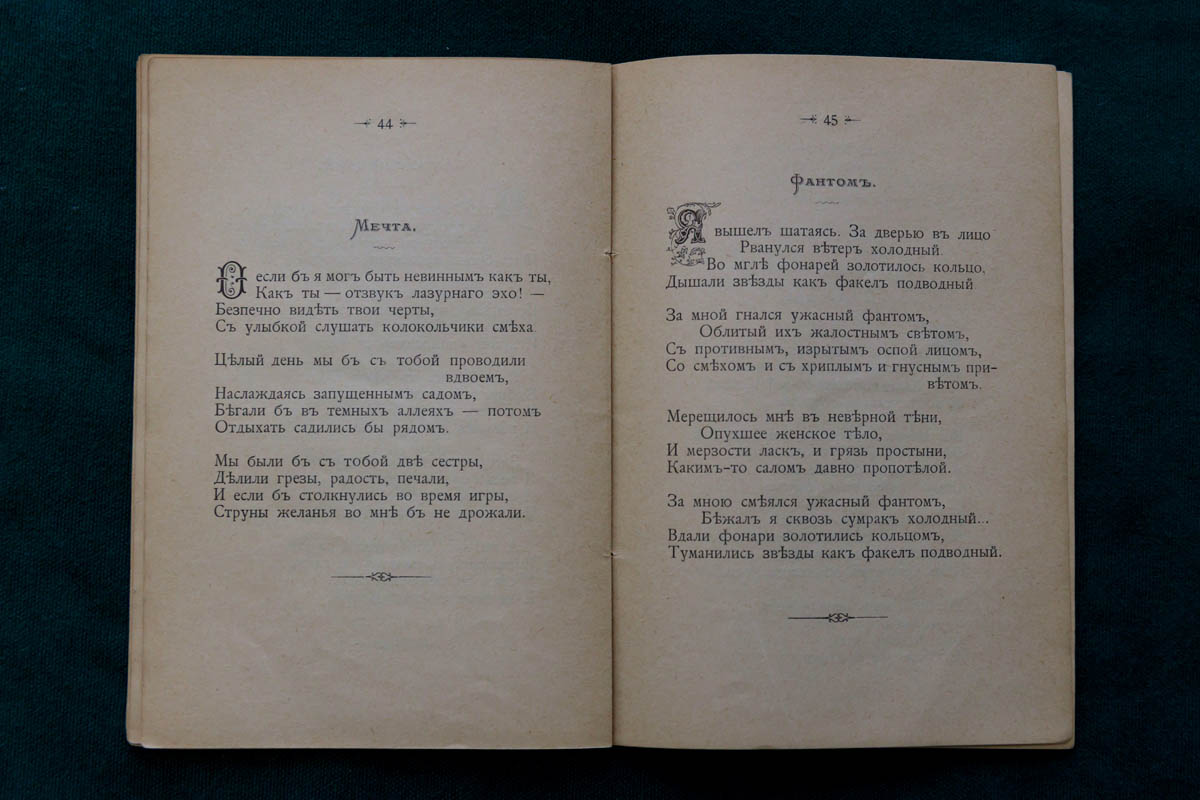 44
Мечта.
О если бъ я могъ быть невиннымъ какъ ты,
Какъ ты — отзвукъ лазурнаго эхо! —
Безпечно видѣть твои черты,
Съ улыбкой слушать колокольчики смѣха.
Цѣлый день мы бъ съ тобой проводили
вдвоемъ,
Наслаждаясь запущеннымъ садомъ,
Бѣгали бъ въ темныхъ аллеяхъ — потомъ
Отдыхать садились бы рядомъ.
Мы были бъ съ тобой двѣ сестры,
Дѣлили грезы, радость, печали,
И если бъ столкнулись во время игры,
Струны желанья во мнѣ бъ не дрожали.
45
Фантомъ.
Я вышелъ шатаясь. За дверью въ лицо
Рванулся вѣтеръ холодный.
Во мглѣ фонарей золотилось кольцо,
Дышали звѣзды какъ факелъ подводный.
За мной гнался ужасный фантомъ,
Облитый ихъ жалостнымъ свѣтомъ,
Съ противнымъ, изрытымъ оспой лицомъ,
Со смѣхомъ и съ хриплымъ и гнуснымъ при-
вѣтомъ.
Мерещилось мнѣ въ невѣрной тѣни,
Опухшее женское тѣло,
И мерзости ласкъ, и грязь простыни,
Какимъ-то саломъ давно пропотѣлой.
За мною смѣялся ужасный фантомъ,
Бѣжалъ я сквозь сумракъ холодный...
Вдали фонари золотились кольцомъ,
Туманились звѣзды какъ факелъ подводный.